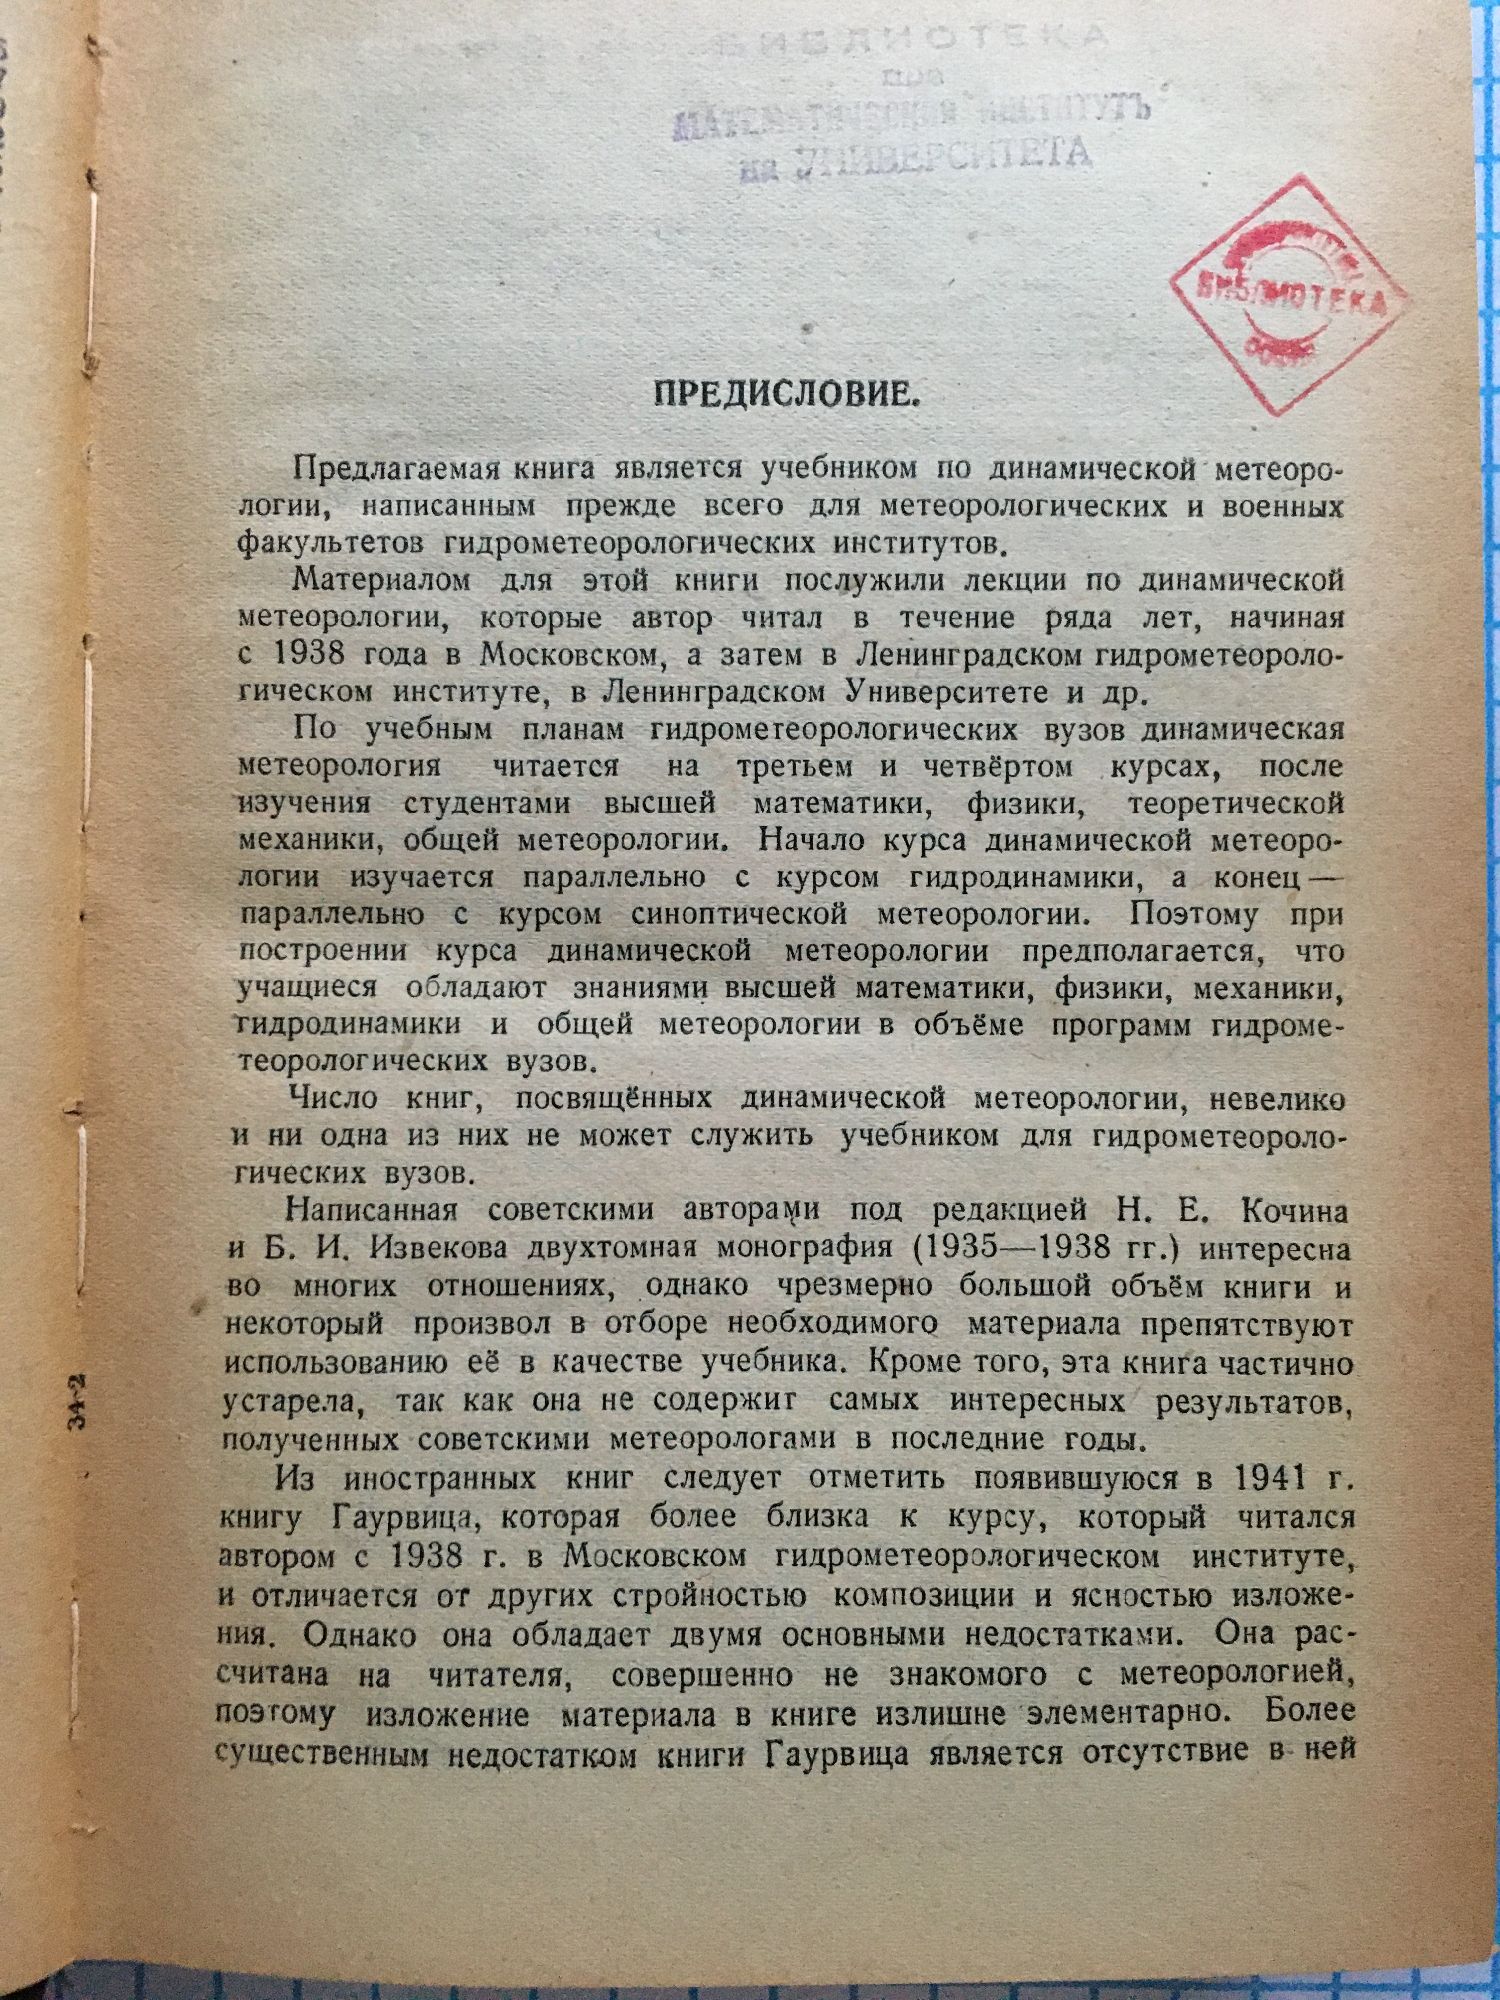 БИБЛИОТЕКА
при
МАТЕМАТИЧЕСКИЯ ИНСТИТУТЪ
на УНИВЕРСИТЕТА
БИБЛИОТЕКА
ПРЕДИСЛОВИЕ.
Предлагаемая книга является учебником по динамической метеоро-
логии, написанным прежде всего для метеорологических и военных
факультетов гидрометеорологических институтов.
Материалом для этой книги послужили лекции по динамической
метеорологии, которые автор читал в течение ряда лет, начиная
с 1938 года в Московском, а затем в Ленинградском гидрометеороло-
гическом институте, в Ленинградском Университете и др.
По учебным планам гидрометеорологических вузов динамическая
метеорология читается на третьем и четвёртом курсах, после
изучения студентами высшей математики, физики, теоретической
механики, общей метеорологии. Начало курса динамической метеоро-
логии изучается параллельно с курсом гидродинамики, а конец —
параллельно с курсом синоптической метеорологии. Поэтому при
построении курса динамической метеорологии предполагается, что
учащиеся обладают знаниями высшей математики, физики, механики,
гидродинамики и общей метеорологии в объёме программ гидроме-
теорологических вузов.
Число книг, посвящённых динамической метеорологии, невелико
и ни одна из них не может служить учебником для гидрометеороло-
гических вузов.
Написанная советскими авторами под редакцией Н. Е. Кочина
и Б. И. Извекова двухтомная монография (1935—1938 гг.) интересна
во многих отношениях, однако чрезмерно большой объём книги и
некоторый произвол в отборе необходимого материала препятствуют
использованию её в качестве учебника. Кроме того, эта книга частично
устарела, так как она не содержит самых интересных результатов,
полученных советскими метеорологами в последние годы.
Из иностранных книг следует отметить появившуюся в 1941 г.
книгу Гаурвица, которая более близка к курсу, который читался
автором с 1938 г. в Московском гидрометеорологическом институте,
и отличается от других стройностью композиции и ясностью изложе-
ния. Однако она обладает двумя основными недостатками. Она рас-
считана на читателя, совершенно не знакомого с метеорологией,
поэтому изложение материала в книге излишне элементарно. Более
существенным недостатком книги Гаурвица является отсутствие в ней
34-2